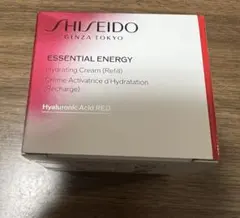 SHISEIDO
GINZA TOKYO
ESSENTIAL ENERGY
Hydrating Cream (Refill)
Crème Activatrice d'Hydratation
(Recharge)
Hyaluronic Acid RED